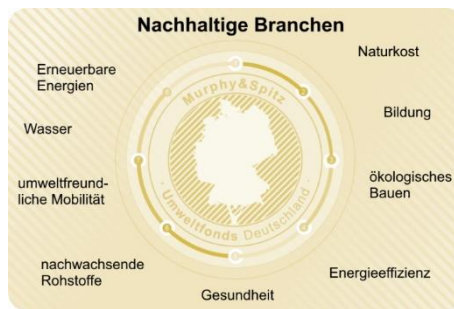 Nachhaltige Branchen
Naturkost
Erneuerbare
Energien
Bildung
Wasser
ökologisches
Bauen
umweltfreund-
liche Mobilität
nachwachsende
Rohstoffe
Energieeffizienz
Gesundheit
Murphy&Spitz
· Umweltfonds Deutschland ·